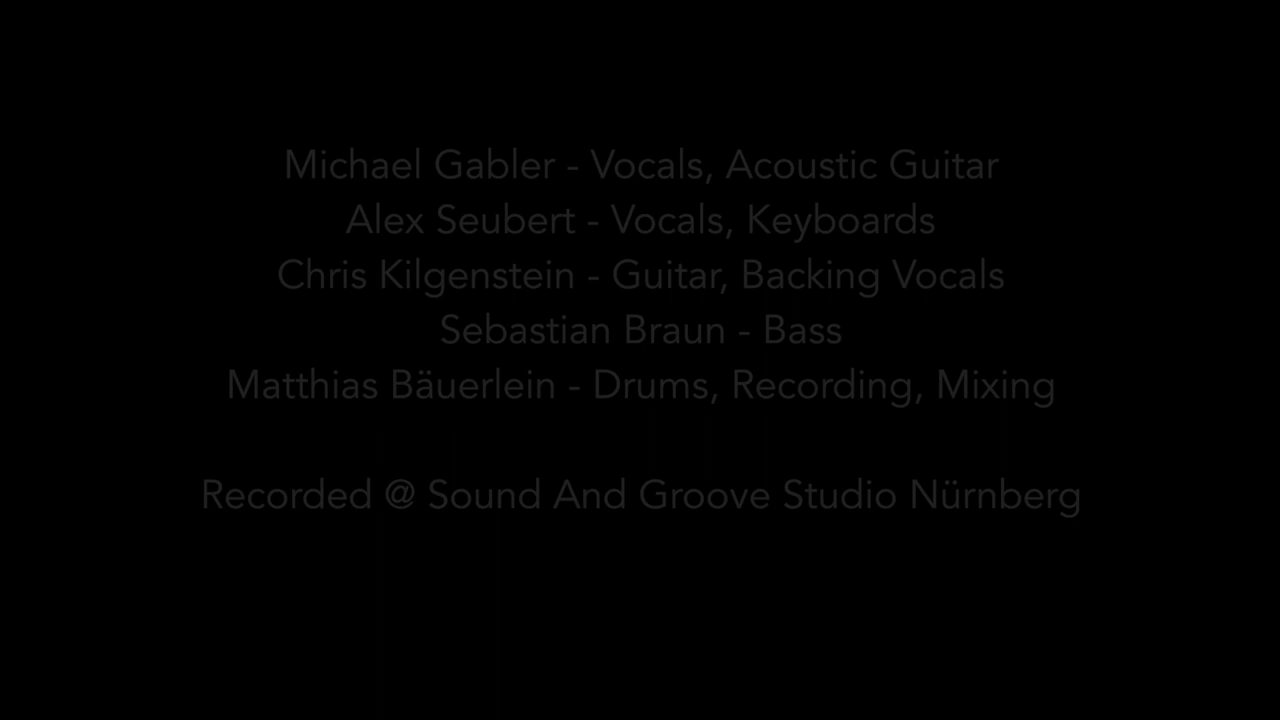 Michael Gabler - Vocals, Acoustic Guitar
Alex Seubert - Vocals, Keyboards
Chris Kilgenstein - Guitar, Backing Vocals
Sebastian Braun - Bass
Matthias Bäuerlein - Drums, Recording, Mixing
Recorded @ Sound And Groove Studio Nürnberg